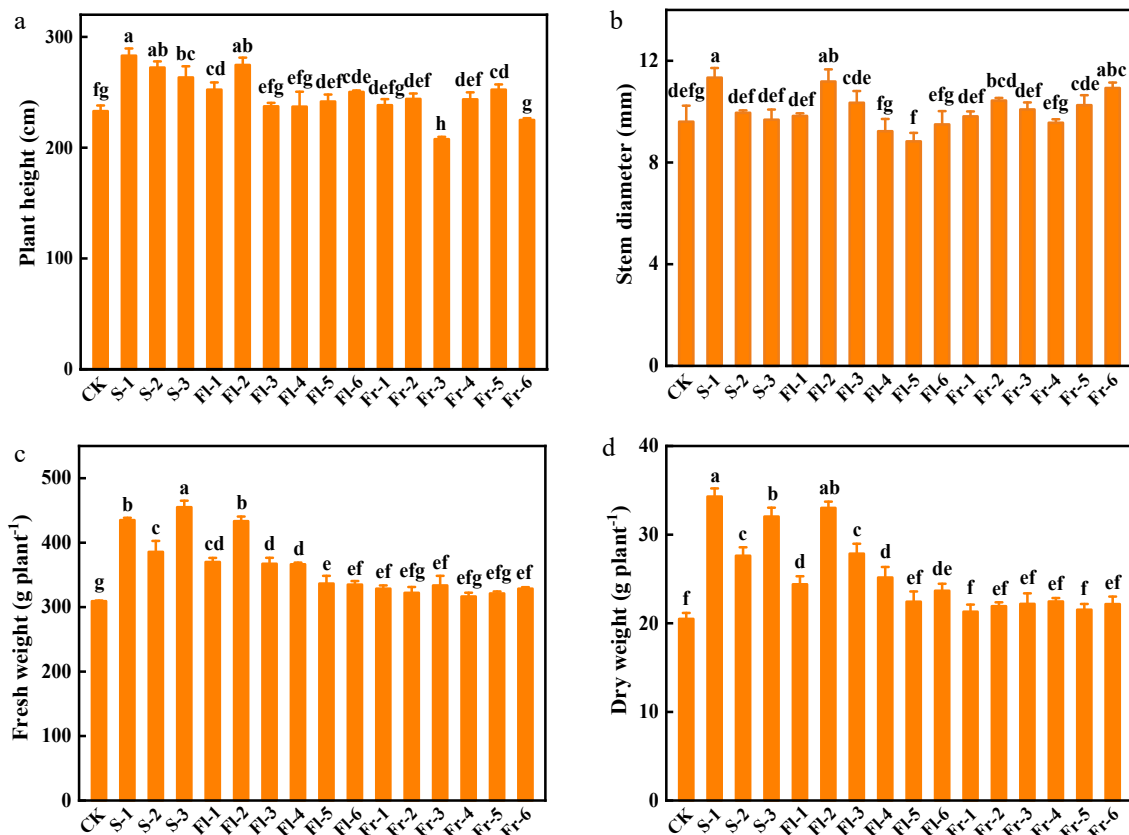 a
Plant height (cm)
300
200
100
0
fg a ab bc cd ab efg efg def cde defg def h def cd g
CK S-1 S-2 S-3 Fl-1 Fl-2 Fl-3 Fl-4 Fl-5 Fl-6 Fr-1 Fr-2 Fr-3 Fr-4 Fr-5 Fr-6
b
Stem diameter (mm)
12
8
4
0
defg a def def def a cde fg f efg def bcd def efg cde abc
CK S-1 S-2 S-3 Fl-1 Fl-2 Fl-3 Fl-4 Fl-5 Fl-6 Fr-1 Fr-2 Fr-3 Fr-4 Fr-5 Fr-6
c
Fresh weight (g plant⁻¹)
500
400
300
200
100
0
g b c a cd b d d e ef ef efg ef efg efg ef
CK S-1 S-2 S-3 Fl-1 Fl-2 Fl-3 Fl-4 Fl-5 Fl-6 Fr-1 Fr-2 Fr-3 Fr-4 Fr-5 Fr-6
d
Dry weight (g plant⁻¹)
40
30
20
10
0
f a c b d ab c d ef de f ef ef ef f ef
CK S-1 S-2 S-3 Fl-1 Fl-2 Fl-3 Fl-4 Fl-5 Fl-6 Fr-1 Fr-2 Fr-3 Fr-4 Fr-5 Fr-6